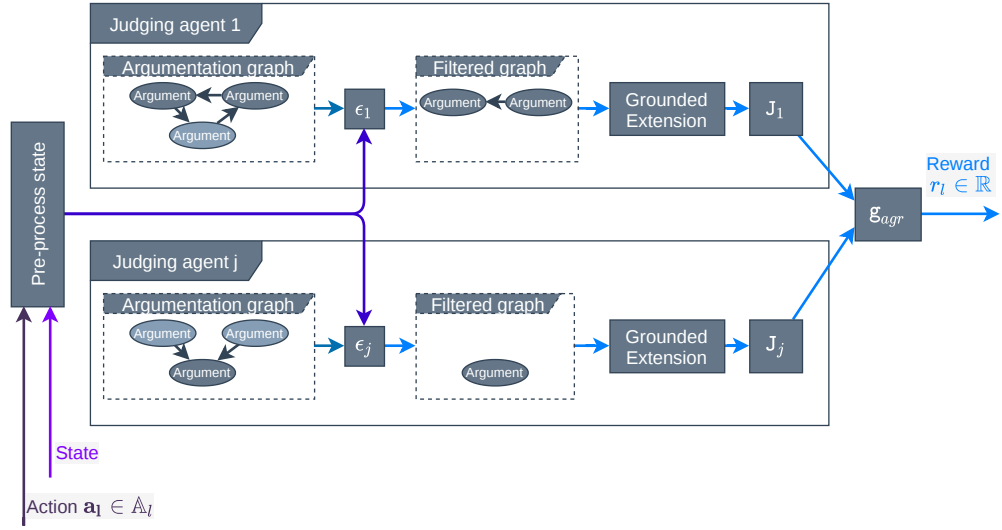 Judging agent 1
Argumentation graph
Argument
Argument
Argument
ϵ₁
Filtered graph
Argument
Argument
Grounded
Extension
J₁
Pre-process state
Reward
rₗ ∈ ℝ
g_agr
Judging agent j
Argumentation graph
Argument
Argument
Argument
ϵⱼ
Filtered graph
Argument
Grounded
Extension
Jⱼ
State
Action aₗ ∈ 𝔸ₗ